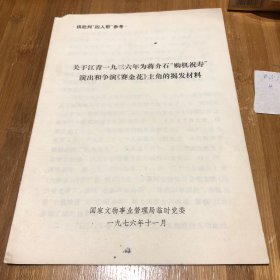 供批判“四人帮”参考
关于江青一九三六年为蒋介石“购机祝寿”
演出和争演《赛金花》主角的揭发材料
国家文物事业管理局临时党委
一九七六年十一月